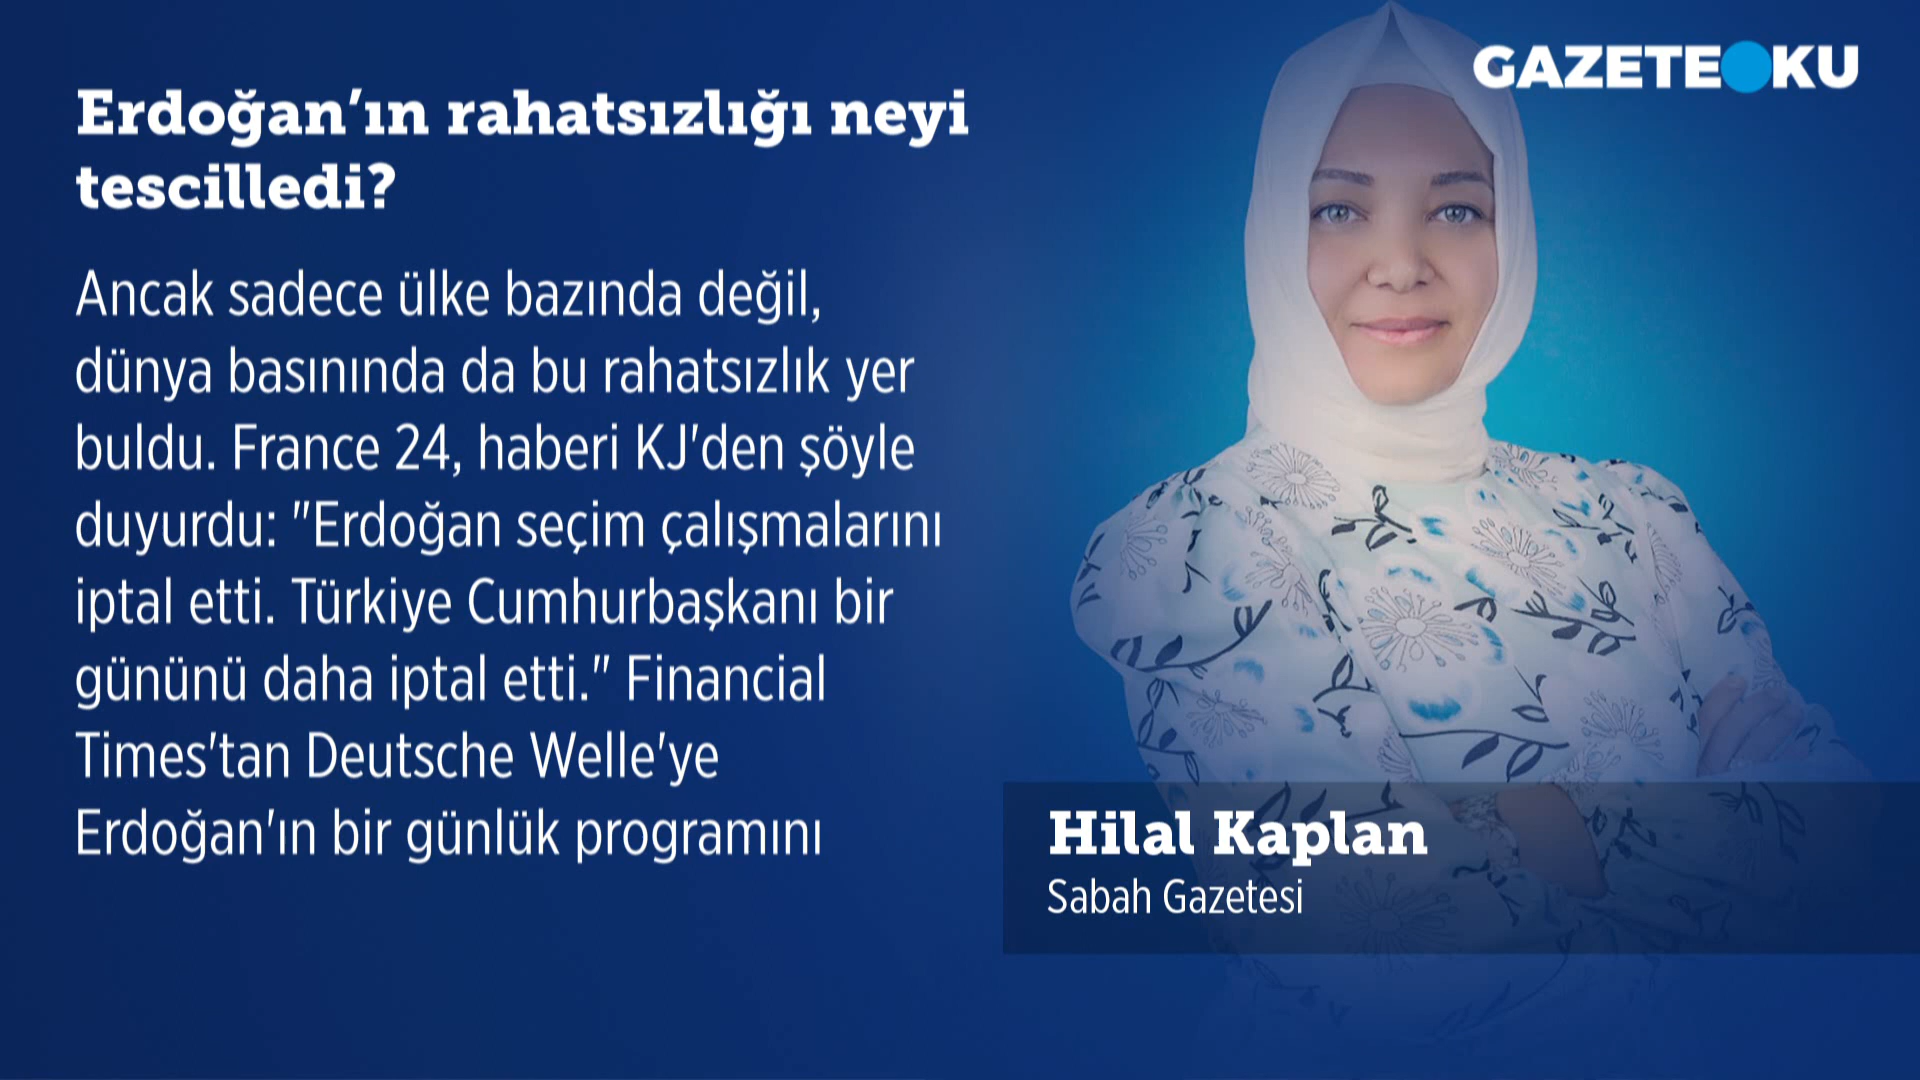 GAZETE OKU
Erdoğan’ın rahatsızlığı neyi
tescilledi?
Ancak sadece ülke bazında değil,
dünya basınında da bu rahatsızlık yer
buldu. France 24, haberi KJ'den şöyle
duyurdu: "Erdoğan seçim çalışmalarını
iptal etti. Türkiye Cumhurbaşkanı bir
gününü daha iptal etti." Financial
Times'tan Deutsche Welle'ye
Erdoğan'ın bir günlük programını
Hilal Kaplan
Sabah Gazetesi